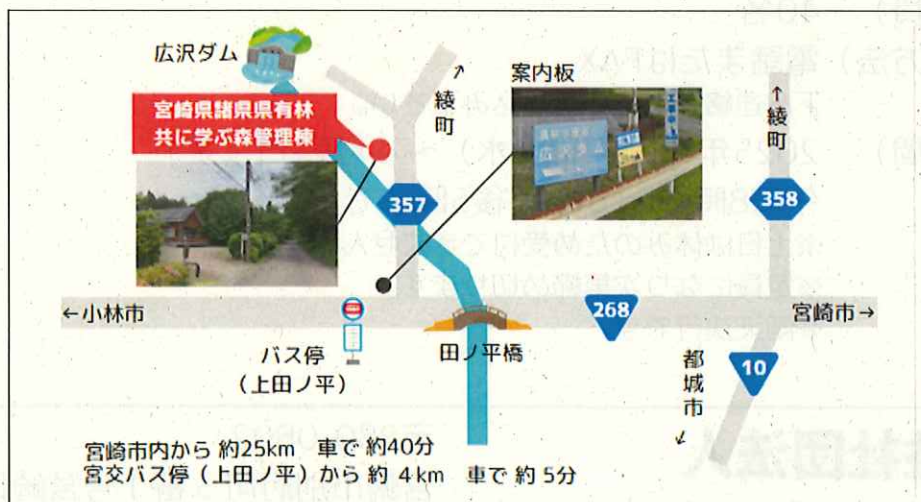 広沢ダム
宮崎県諸県県有林
共に学ぶ森管理棟
↑綾町
案内板
広沢ダム
↑綾町
357
358
←小林市
268
宮崎市→
バス停
(上田ノ平)
田ノ平橋
都城市↓
10
宮崎市内から 約25km 車で 約40分
宮交バス停(上田ノ平)から 約 4km 車で 約 5分